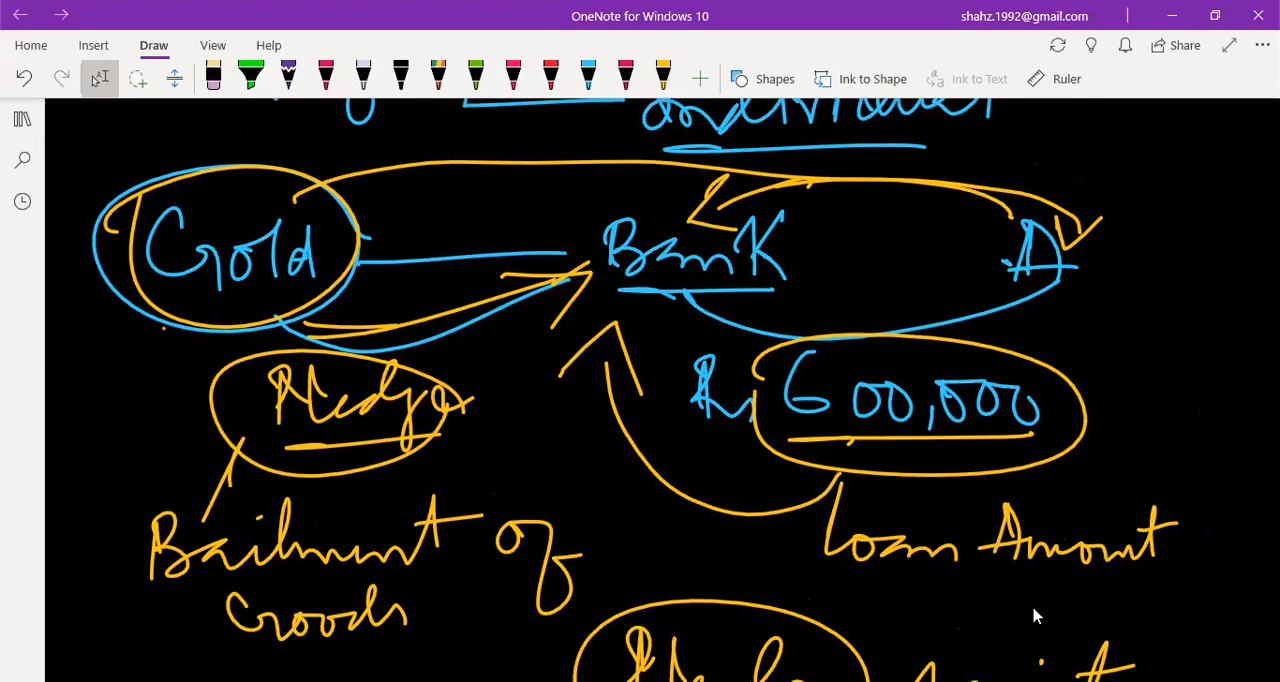 OneNote for Windows 10
shahz.1992@gmail.com
Home Insert Draw View Help
Share
Shapes Ink to Shape Ink to Text Ruler
individual
Gold Bank A
Pledge Rs 600,000
Bailment of Loan Amount
Goods